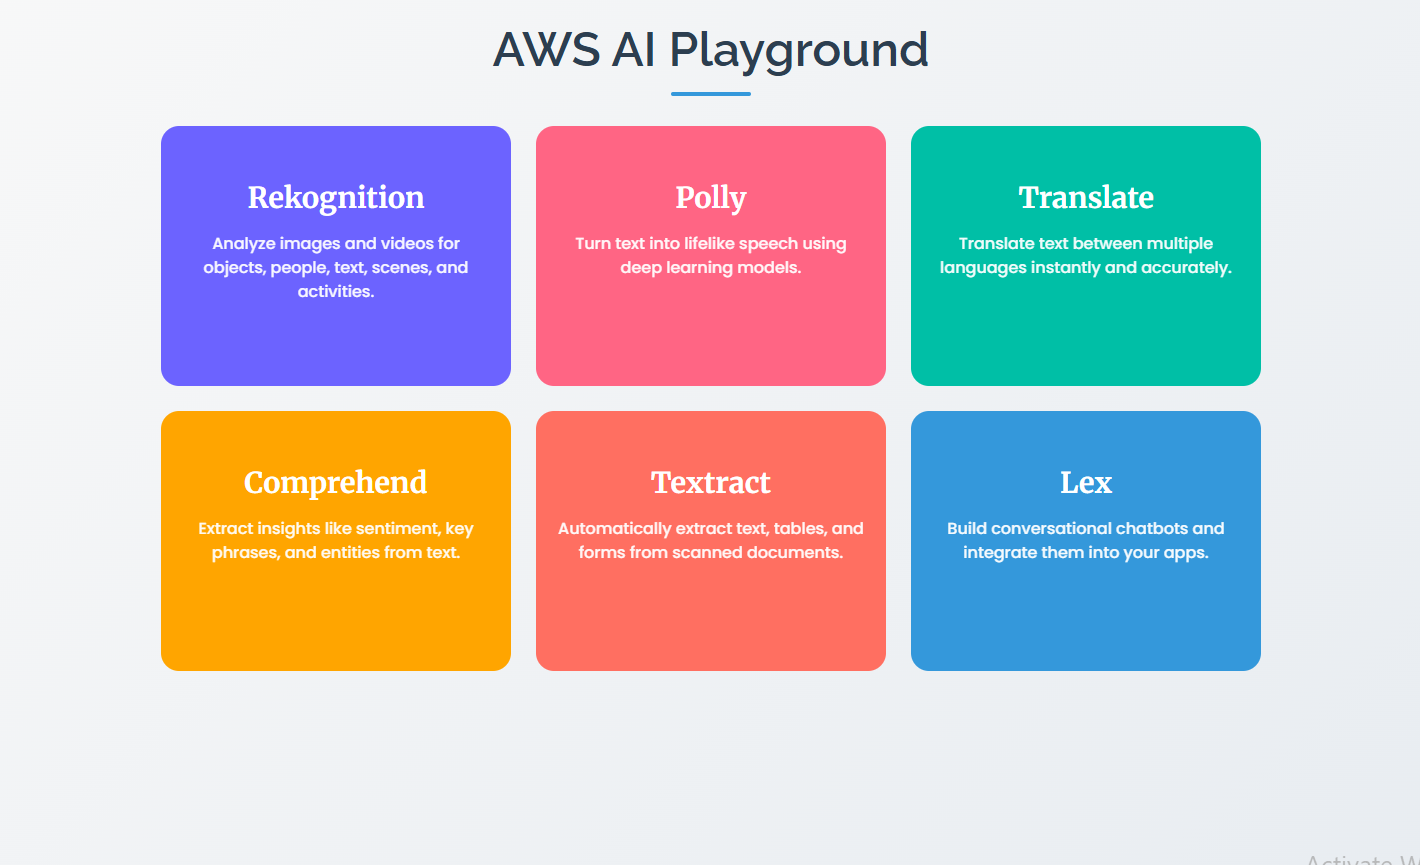 AWS AI Playground
Rekognition
Analyze images and videos for
objects, people, text, scenes, and
activities.
Polly
Turn text into lifelike speech using
deep learning models.
Translate
Translate text between multiple
languages instantly and accurately.
Comprehend
Extract insights like sentiment, key
phrases, and entities from text.
Textract
Automatically extract text, tables, and
forms from scanned documents.
Lex
Build conversational chatbots and
integrate them into your apps.
Activate W